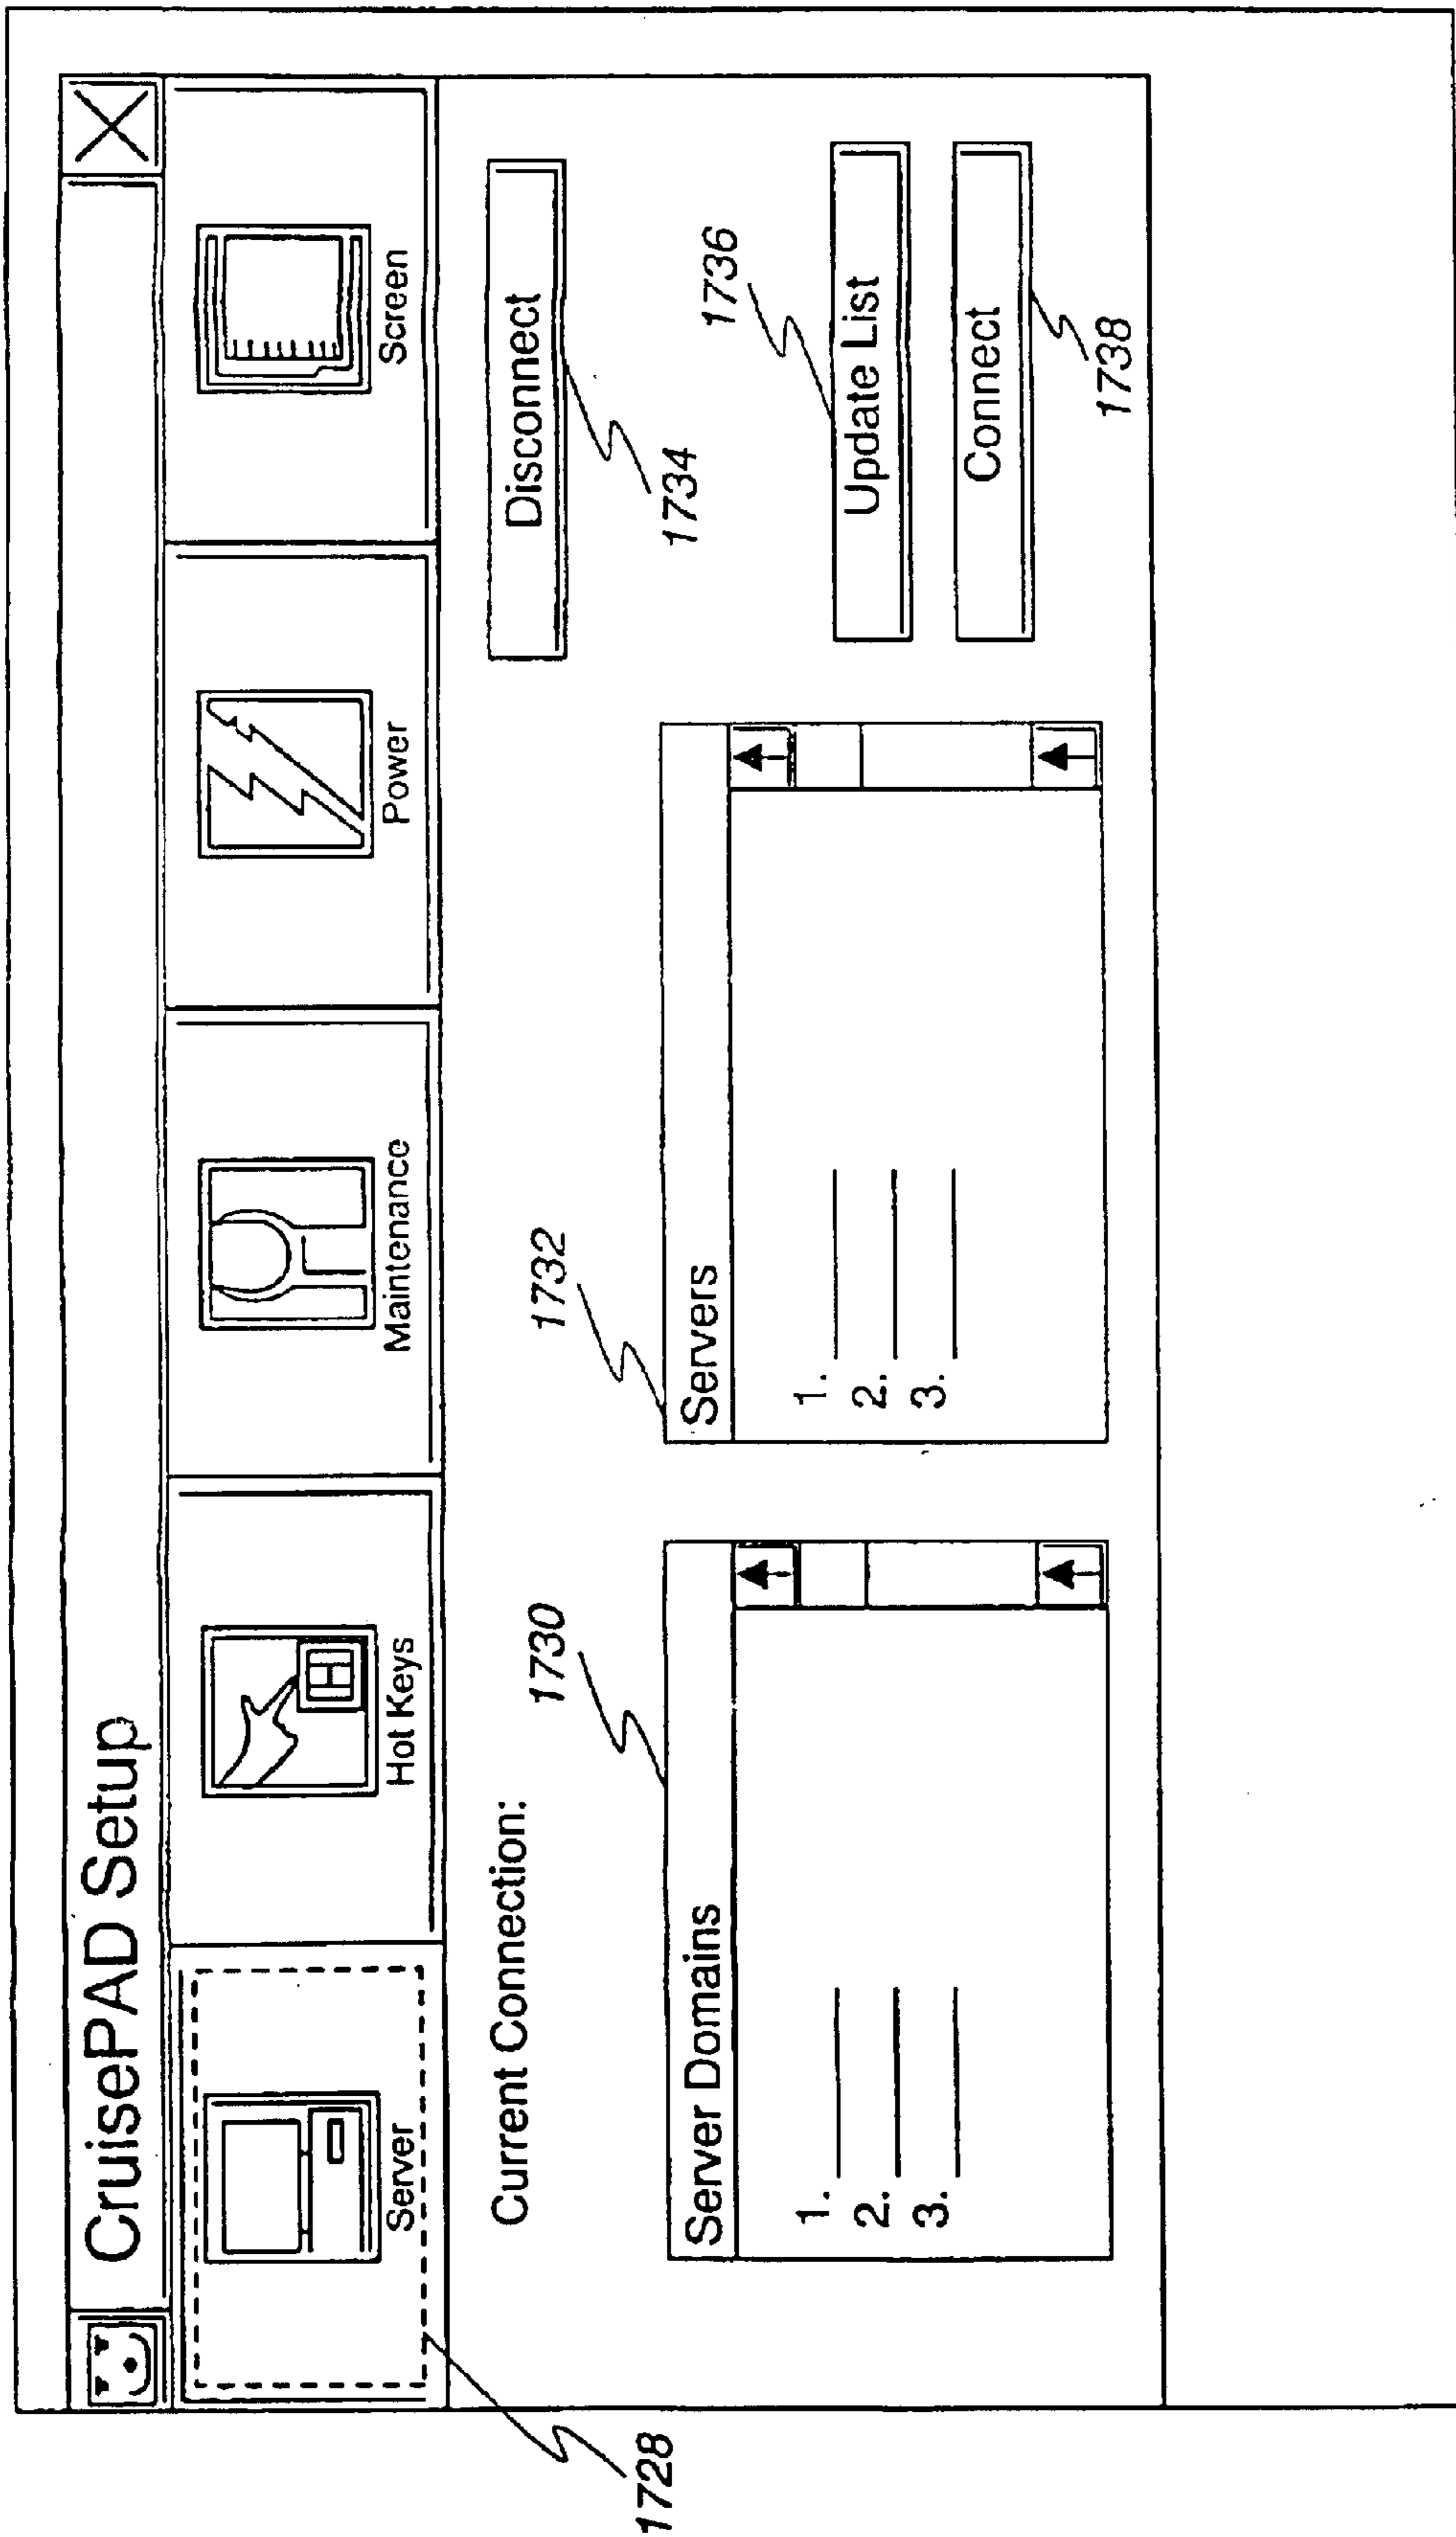 CruisePAD Setup
Server
Hot Keys
Maintenance
Power
Screen
1728
Current Connection:
Disconnect
1734
1730
1732
1736
Server Domains
1.
2.
3.
Servers
1.
2.
3.
Update List
Connect
1738